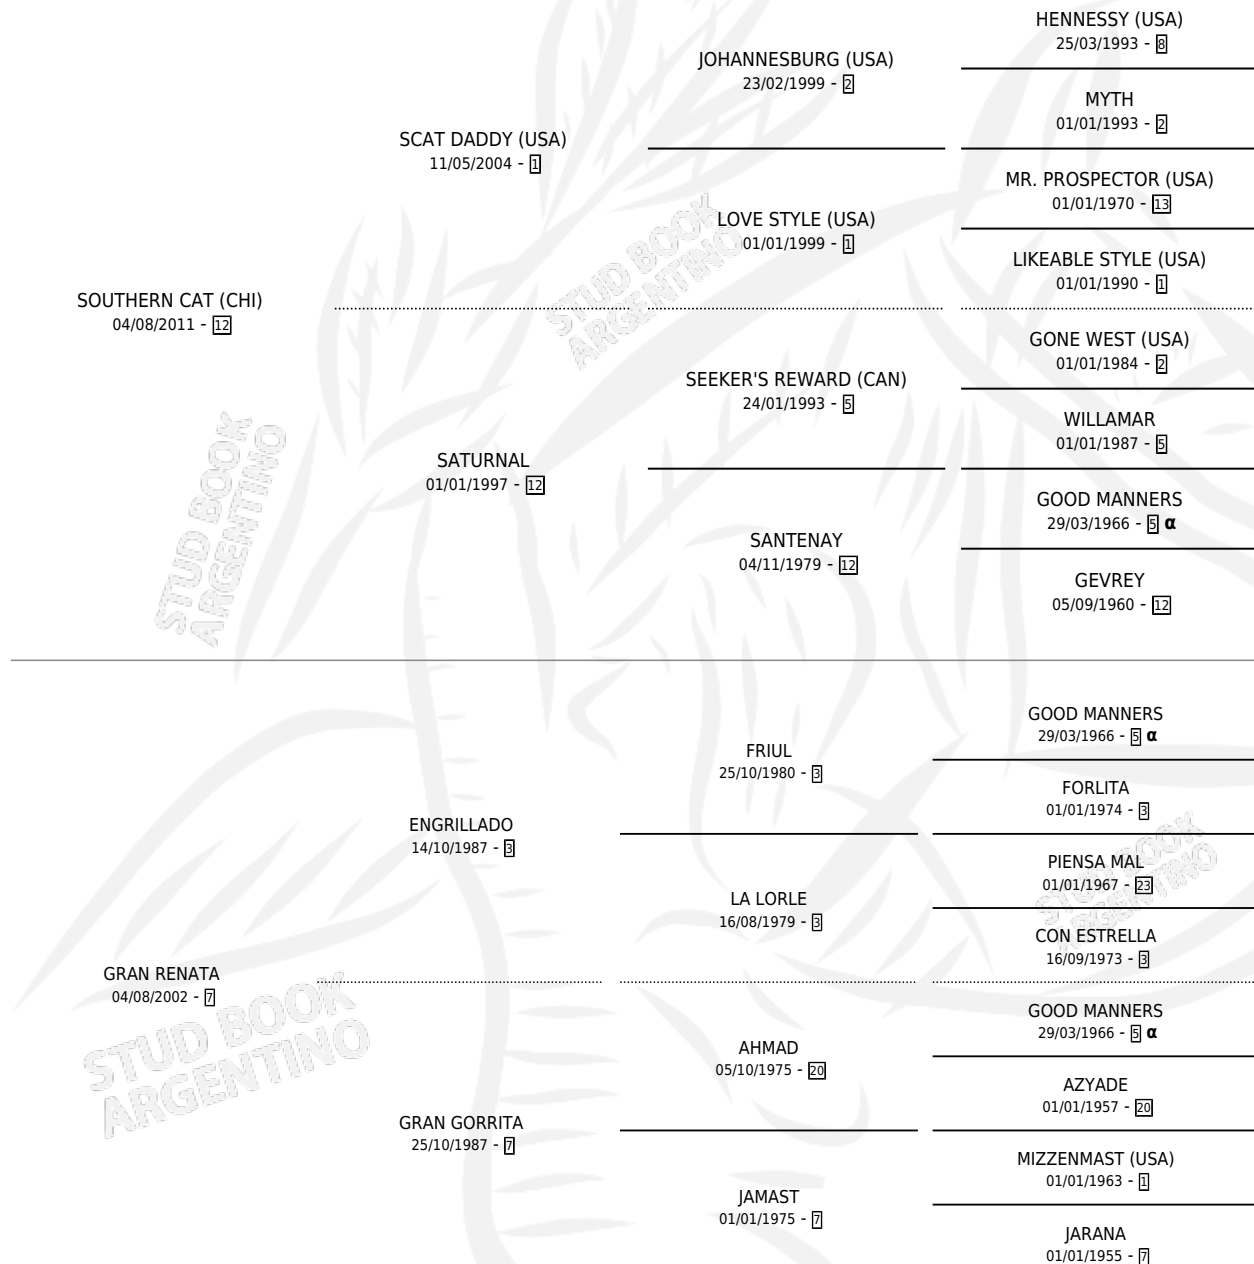 HENNESSY (USA)
25/03/1993 - 8
JOHANNESBURG (USA)
23/02/1999 - 2
MYTH
01/01/1993 - 2
SCAT DADDY (USA)
11/05/2004 - 1
MR. PROSPECTOR (USA)
01/01/1970 - 13
LOVE STYLE (USA)
01/01/1999 - 1
LIKEABLE STYLE (USA)
01/01/1990 - 1
SOUTHERN CAT (CHI)
04/08/2011 - 12
GONE WEST (USA)
01/01/1984 - 2
SEEKER'S REWARD (CAN)
24/01/1993 - 5
WILLAMAR
01/01/1987 - 5
SATURNAL
01/01/1997 - 12
GOOD MANNERS
29/03/1966 - 5 α
SANTENAY
04/11/1979 - 12
GEVREY
05/09/1960 - 12
GOOD MANNERS
29/03/1966 - 5 α
FRIUL
25/10/1980 - 3
FORLITA
01/01/1974 - 3
ENGRILLADO
14/10/1987 - 3
PIENSA MAL
01/01/1967 - 23
LA LORLE
16/08/1979 - 3
CON ESTRELLA
16/09/1973 - 3
GRAN RENATA
04/08/2002 - 7
GOOD MANNERS
29/03/1966 - 5 α
AHMAD
05/10/1975 - 20
AZYADE
01/01/1957 - 20
GRAN GORRITA
25/10/1987 - 7
MIZZENMAST (USA)
01/01/1963 - 1
JAMAST
01/01/1975 - 7
JARANA
01/01/1955 - 7
STUD BOOK
ARGENTINO
STUD BOOK
ARGENTINO
STUD BOOK
ARGENTINO
STUD BOOK
ARGENTINO